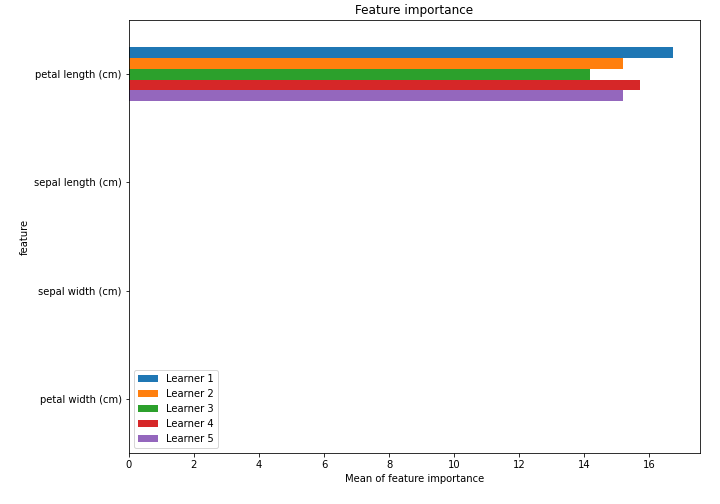 Feature importance
petal length (cm)
sepal length (cm)
feature
sepal width (cm)
petal width (cm)
Learner 1
Learner 2
Learner 3
Learner 4
Learner 5
0 2 4 6 8 10 12 14 16
Mean of feature importance